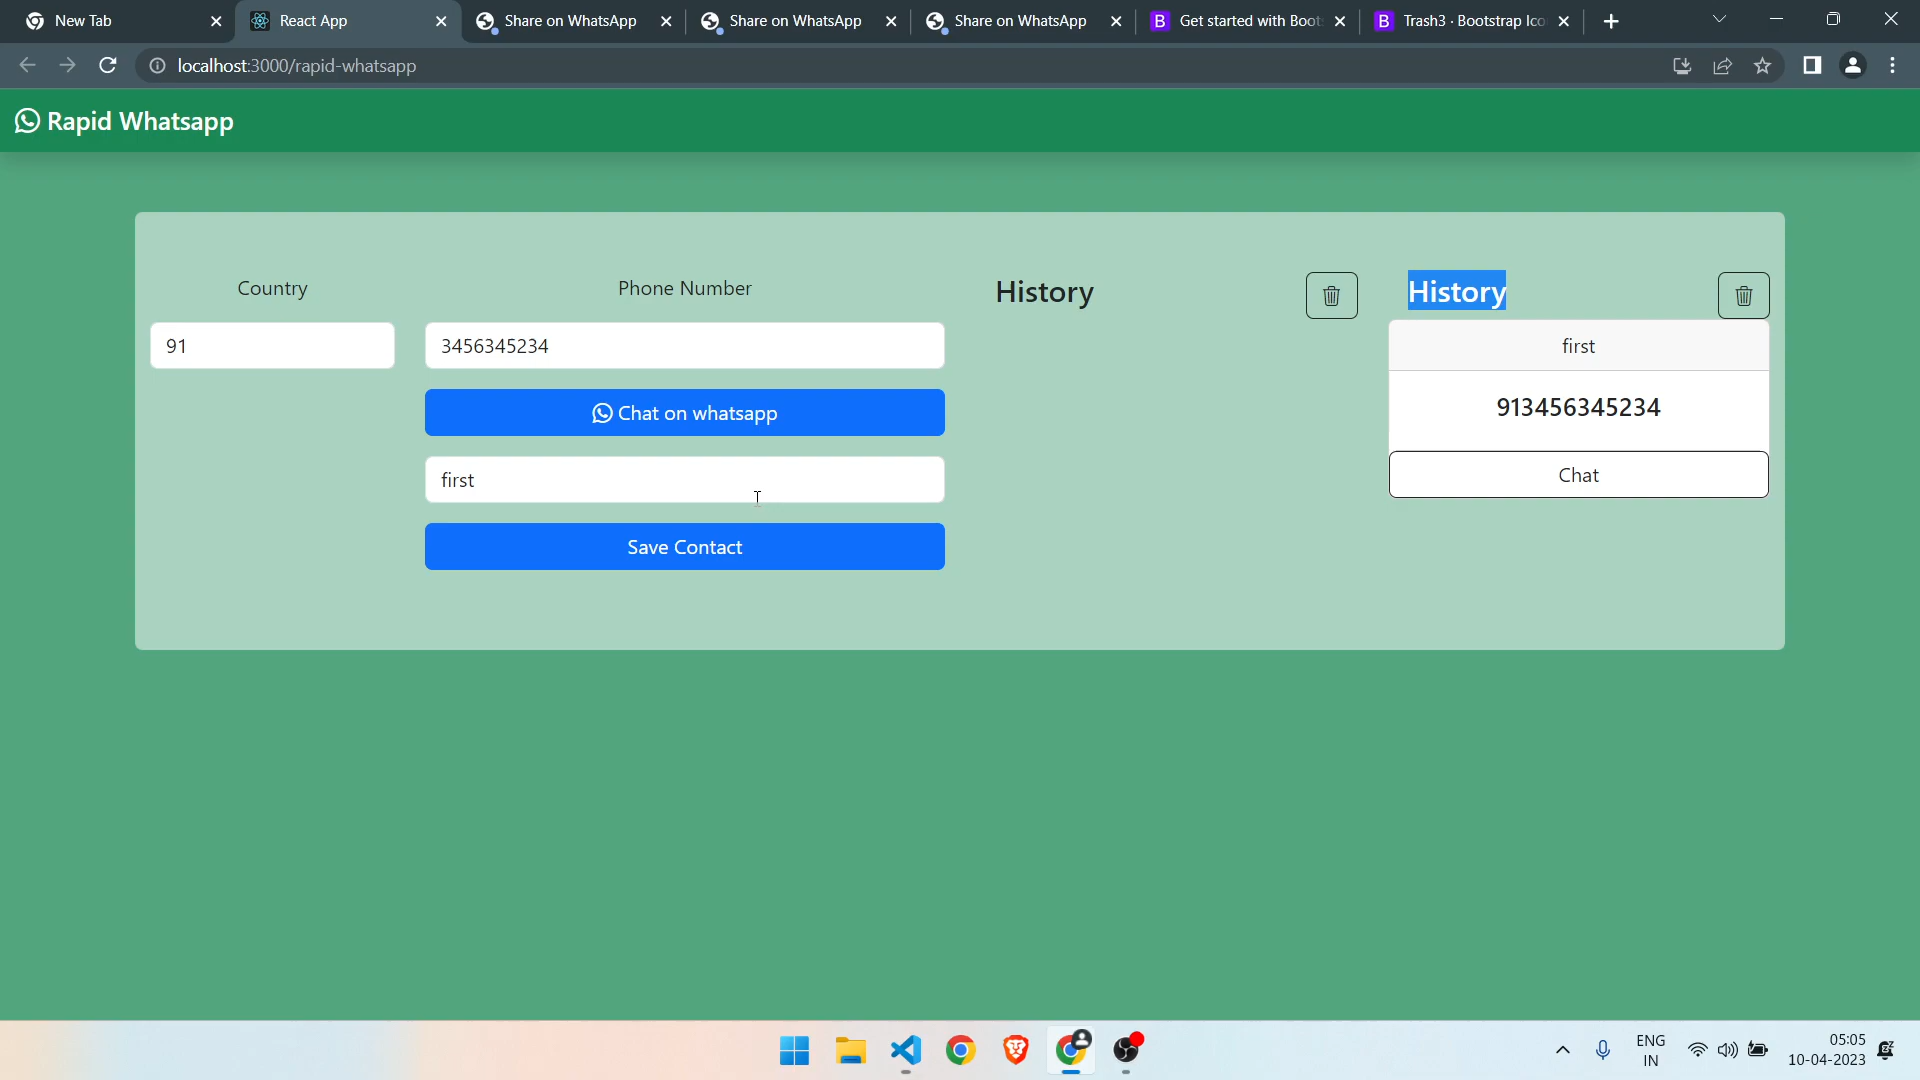 New Tab
React App
Share on WhatsApp
Share on WhatsApp
Share on WhatsApp
Get started with Boot
Trash3 · Bootstrap Ico
localhost:3000/rapid-whatsapp
Rapid Whatsapp
Country
Phone Number
History
History
91
3456345234
first
Chat on whatsapp
913456345234
first
Chat
Save Contact
ENG
IN
05:05
10-04-2023